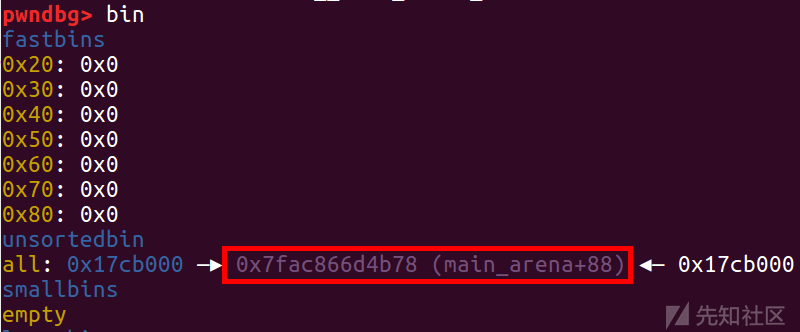 pwndbg> bin
fastbins
0x20: 0x0
0x30: 0x0
0x40: 0x0
0x50: 0x0
0x60: 0x0
0x70: 0x0
0x80: 0x0
unsortedbin
all: 0x17cb000 —▸ 0x7fac866d4b78 (main_arena+88) ◂— 0x17cb000
smallbins
empty
先知社区